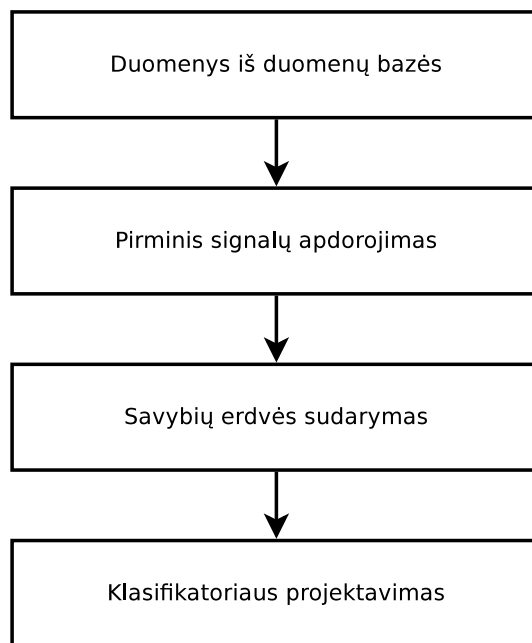 Duomenys iš duomenų bazės
Pirminis signalų apdorojimas
Savybių erdvės sudarymas
Klasifikatoriaus projektavimas